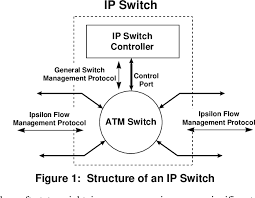 IP Switch
IP Switch
Controller
General Switch
Management Protocol
Control
Port
Ipsilon Flow
Management Protocol
ATM Switch
Ipsilon Flow
Management Protocol
Figure 1: Structure of an IP Switch